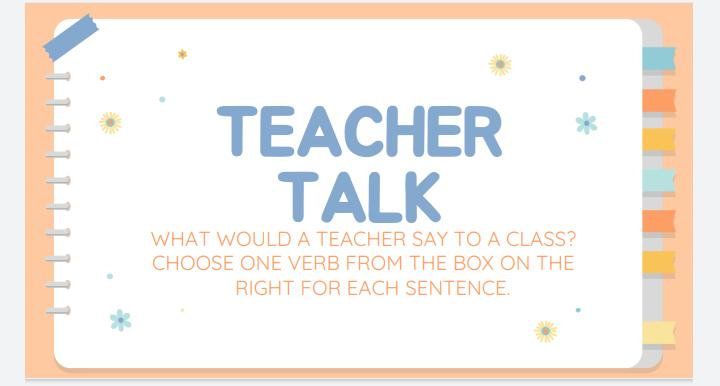 TEACHER
TALK
WHAT WOULD A TEACHER SAY TO A CLASS?
CHOOSE ONE VERB FROM THE BOX ON THE
RIGHT FOR EACH SENTENCE.